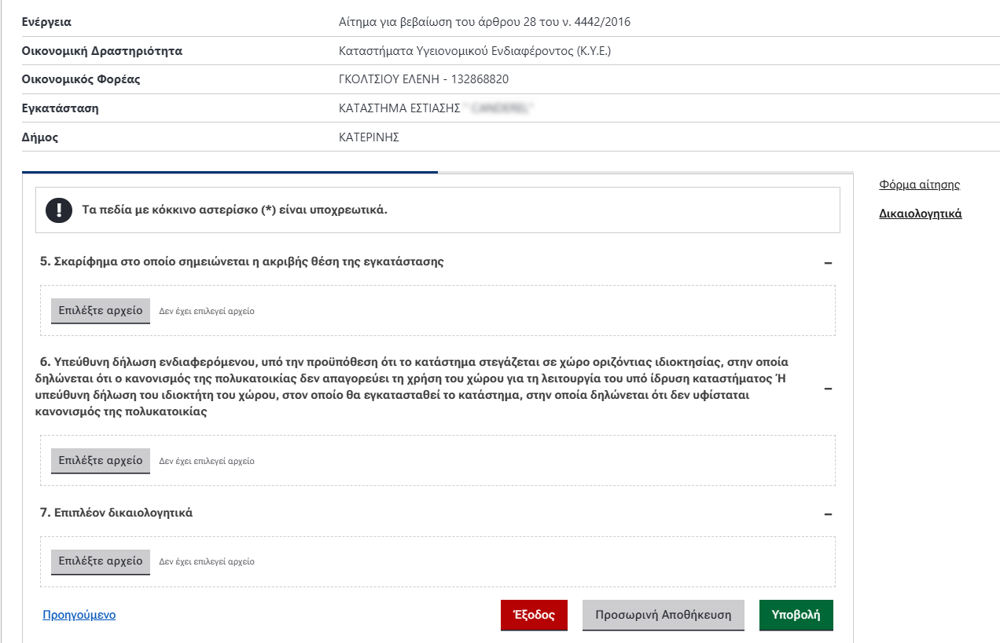 Ενέργεια Αίτημα για βεβαίωση του άρθρου 28 του ν. 4442/2016
Οικονομική Δραστηριότητα Καταστήματα Υγειονομικού Ενδιαφέροντος (Κ.Υ.Ε.)
Οικονομικός Φορέας ΓΚΟΛΤΣΙΟΥ ΕΛΕΝΗ - 132868820
Εγκατάσταση ΚΑΤΑΣΤΗΜΑ ΕΣΤΙΑΣΗΣ
Δήμος ΚΑΤΕΡΙΝΗΣ
Φόρμα αίτησης
Δικαιολογητικά
Τα πεδία με κόκκινο αστερίσκο (*) είναι υποχρεωτικά.
5. Σκαρίφημα στο οποίο σημειώνεται η ακριβής θέση της εγκατάστασης
Επιλέξτε αρχείο Δεν έχει επιλεγεί αρχείο
6. Υπεύθυνη δήλωση ενδιαφερόμενου, υπό την προϋπόθεση ότι το κατάστημα στεγάζεται σε χώρο οριζόντιας ιδιοκτησίας, στην οποία
δηλώνεται ότι ο κανονισμός της πολυκατοικίας δεν απαγορεύει τη χρήση του χώρου για τη λειτουργία του υπό ίδρυση καταστήματος Ή
υπεύθυνη δήλωση του ιδιοκτήτη του χώρου, στον οποίο θα εγκατασταθεί το κατάστημα, στην οποία δηλώνεται ότι δεν υφίσταται
κανονισμός της πολυκατοικίας
Επιλέξτε αρχείο Δεν έχει επιλεγεί αρχείο
7. Επιπλέον δικαιολογητικά
Επιλέξτε αρχείο Δεν έχει επιλεγεί αρχείο
Προηγούμενο Έξοδος Προσωρινή Αποθήκευση Υποβολή